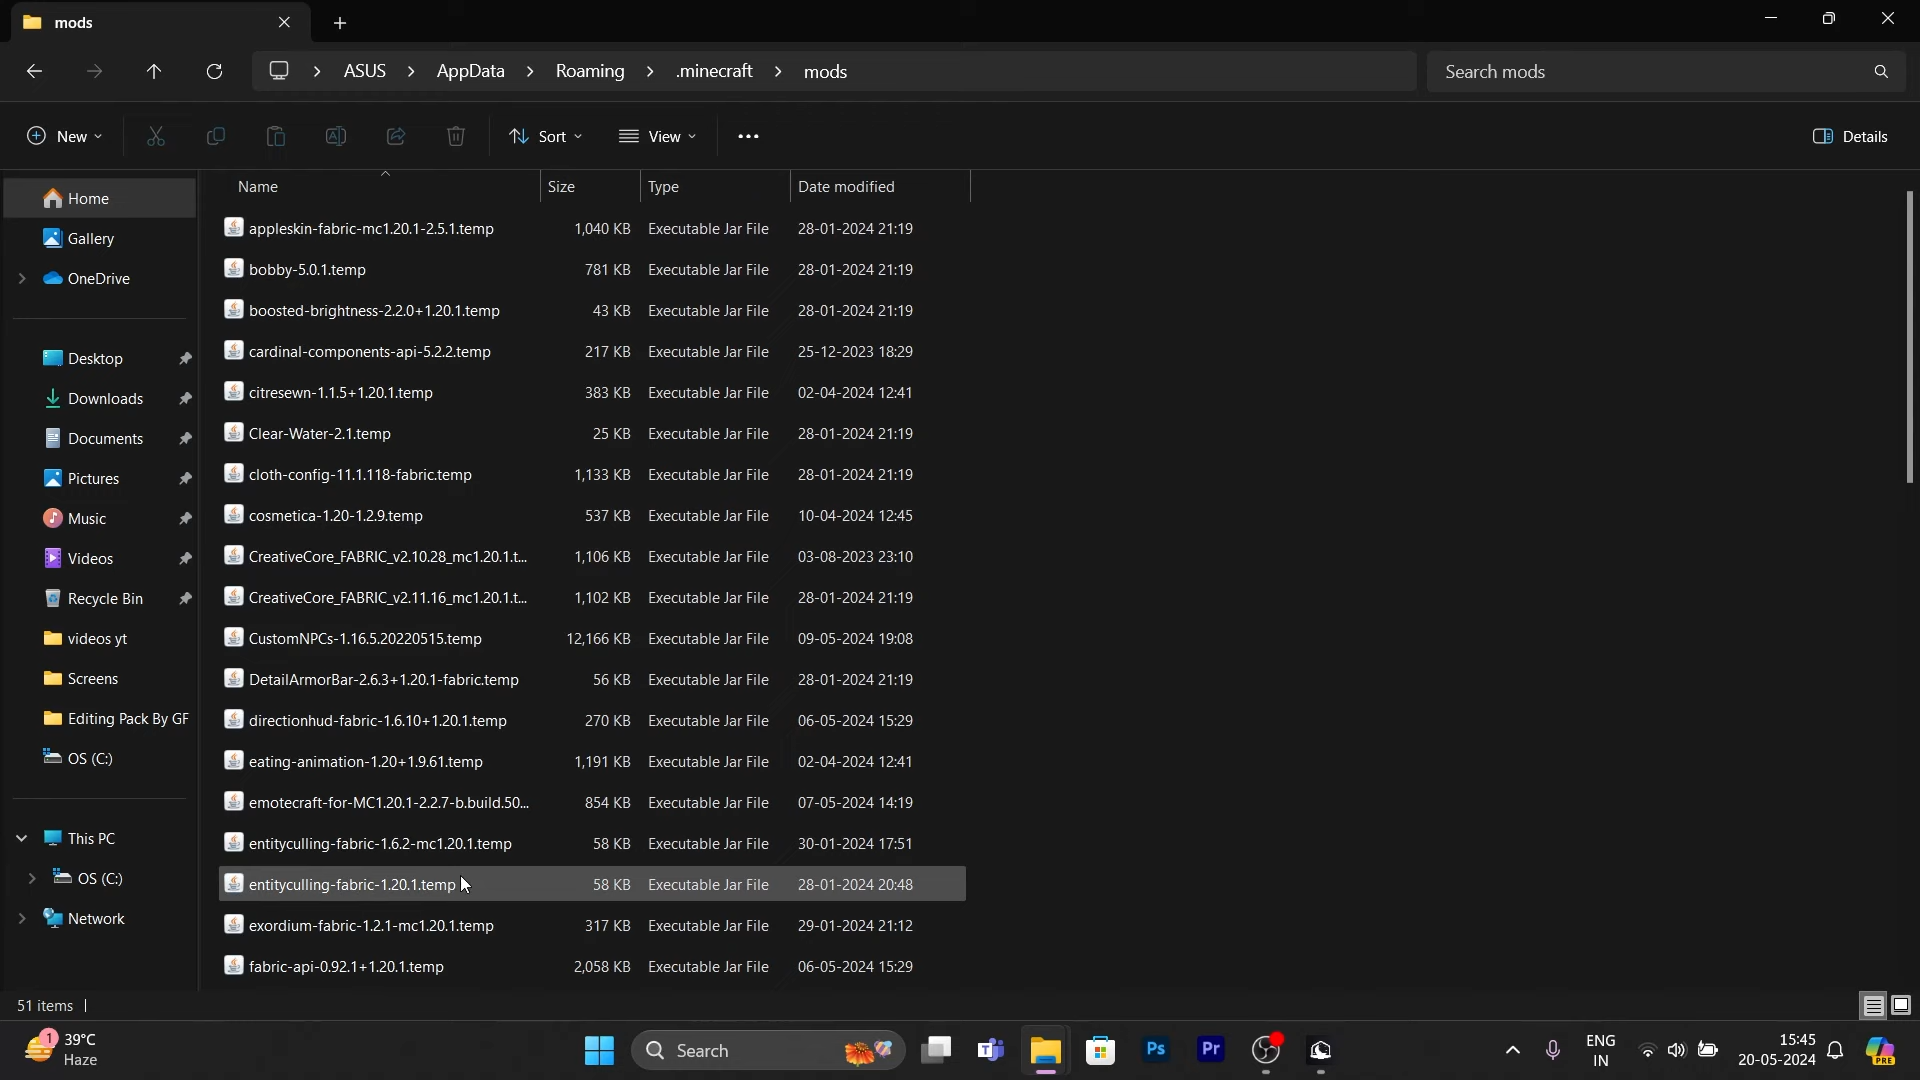 mods
ASUS > AppData > Roaming > .minecraft > mods
Search mods
New
Sort
View
Details
Name Size Type Date modified
Home
Gallery
OneDrive
Desktop
Downloads
Documents
Pictures
Music
Videos
Recycle Bin
videos yt
Screens
Editing Pack By GF
OS (C:)
This PC
OS (C:)
Network
appleskin-fabric-mc1.20.1-2.5.1.temp 1,040 KB Executable Jar File 28-01-2024 21:19
bobby-5.0.1.temp 781 KB Executable Jar File 28-01-2024 21:19
boosted-brightness-2.2.0+1.20.1.temp 43 KB Executable Jar File 28-01-2024 21:19
cardinal-components-api-5.2.2.temp 217 KB Executable Jar File 25-12-2023 18:29
citresewn-1.1.5+1.20.1.temp 383 KB Executable Jar File 02-04-2024 12:41
Clear-Water-2.1.temp 25 KB Executable Jar File 28-01-2024 21:19
cloth-config-11.1.118-fabric.temp 1,133 KB Executable Jar File 28-01-2024 21:19
cosmetica-1.20-1.2.9.temp 537 KB Executable Jar File 10-04-2024 12:45
CreativeCore_FABRIC_v2.10.28_mc1.20.1.t... 1,106 KB Executable Jar File 03-08-2023 23:10
CreativeCore_FABRIC_v2.11.16_mc1.20.1.t... 1,102 KB Executable Jar File 28-01-2024 21:19
CustomNPCs-1.16.5.20220515.temp 12,166 KB Executable Jar File 09-05-2024 19:08
DetailArmorBar-2.6.3+1.20.1-fabric.temp 56 KB Executable Jar File 28-01-2024 21:19
directionhud-fabric-1.6.10+1.20.1.temp 270 KB Executable Jar File 06-05-2024 15:29
eating-animation-1.20+1.9.61.temp 1,191 KB Executable Jar File 02-04-2024 12:41
emotecraft-for-MC1.20.1-2.2.7-b.build.50... 854 KB Executable Jar File 07-05-2024 14:19
entityculling-fabric-1.6.2-mc1.20.1.temp 58 KB Executable Jar File 30-01-2024 17:51
entityculling-fabric-1.20.1.temp 58 KB Executable Jar File 28-01-2024 20:48
exordium-fabric-1.2.1-mc1.20.1.temp 317 KB Executable Jar File 29-01-2024 21:12
fabric-api-0.92.1+1.20.1.temp 2,058 KB Executable Jar File 06-05-2024 15:29
51 items
1
39°C
Haze
Search
Ps
Pr
ENG
IN
15:45
20-05-2024
PRE